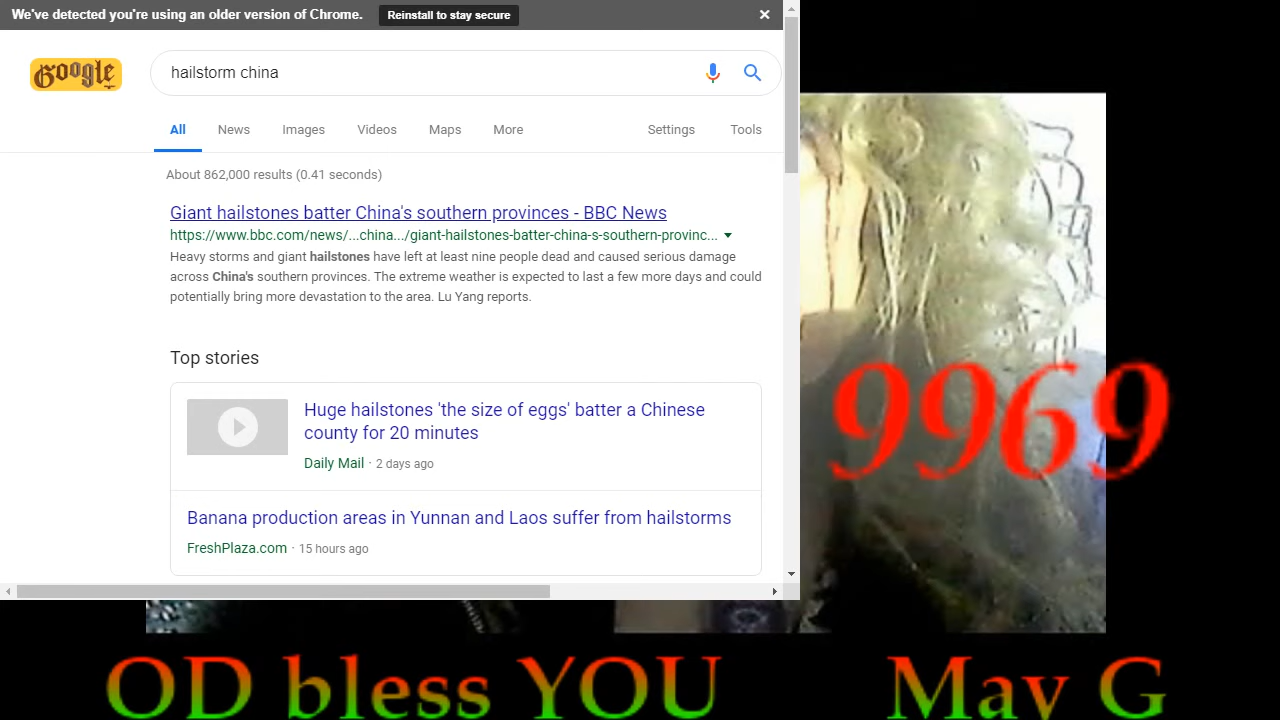 We've detected you're using an older version of Chrome. Reinstall to stay secure
Google
hailstorm china
All News Images Videos Maps More Settings Tools
About 862,000 results (0.41 seconds)
Giant hailstones batter China's southern provinces - BBC News
https://www.bbc.com/news/...china.../giant-hailstones-batter-china-s-southern-provinc...
Heavy storms and giant hailstones have left at least nine people dead and caused serious damage
across China's southern provinces. The extreme weather is expected to last a few more days and could
potentially bring more devastation to the area. Lu Yang reports.
Top stories
Huge hailstones 'the size of eggs' batter a Chinese
county for 20 minutes
Daily Mail · 2 days ago
Banana production areas in Yunnan and Laos suffer from hailstorms
FreshPlaza.com · 15 hours ago
9969
OD bless YOU May G